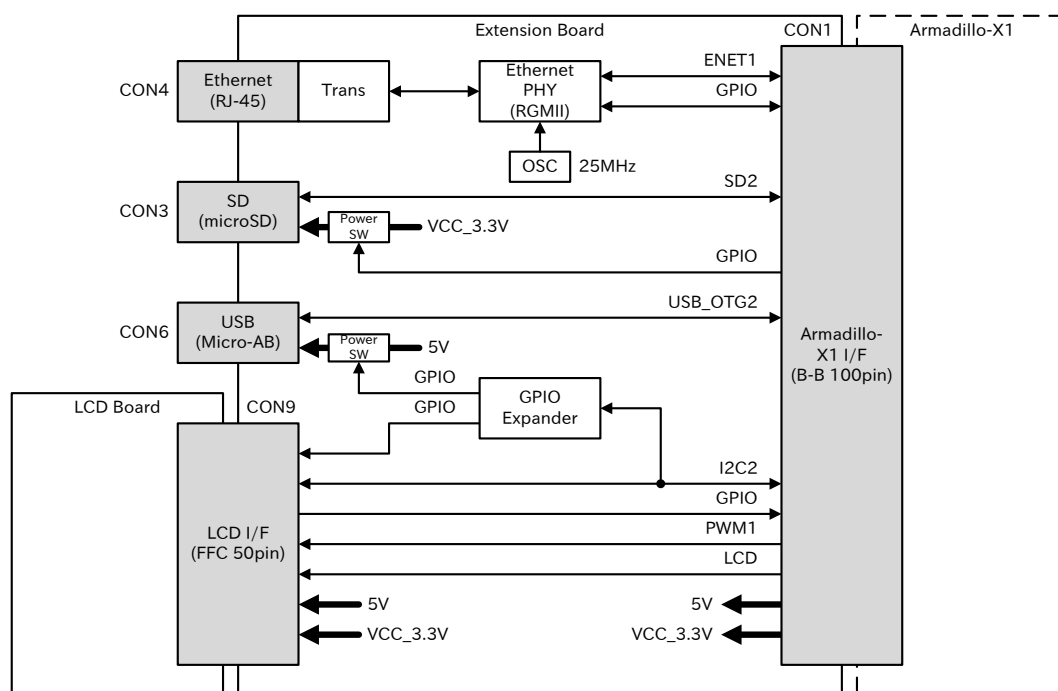 Extension Board
CON1
Armadillo-X1
CON4
Ethernet
(RJ-45)
Trans
Ethernet
PHY
(RGMII)
ENET1
GPIO
OSC
25MHz
CON3
SD
(microSD)
SD2
Power
SW
VCC_3.3V
GPIO
CON6
USB
(Micro-AB)
USB_OTG2
Power
SW
5V
GPIO
GPIO
GPIO
Expander
Armadillo-
X1 I/F
(B-B 100pin)
LCD Board
CON9
LCD I/F
(FFC 50pin)
I2C2
GPIO
PWM1
LCD
5V
VCC_3.3V
5V
VCC_3.3V